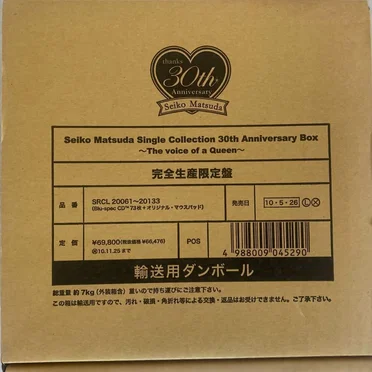 thanks
30th
Anniversary
Seiko Matsuda
Seiko Matsuda Single Collection 30th Anniversary Box
～The voice of a Queen～
完全生産限定盤
品番 SRCL 20061～20133 発売日 10・5・26 Ⓛ Ⓧ
(Blu-spec CD™ 73枚＋オリジナル・マウスパッド)
定価 ¥69,800(税抜価格 ¥66,476) POS
10.11.25 まで
4 988009 045290
輸送用ダンボール
総重量 約7kg(外装箱含) 重いので持ち運びにご注意下さい。
この箱は輸送用ですので、汚れ・破損・角折れ等による交換・返品はお受けできません。ご了承下さい。